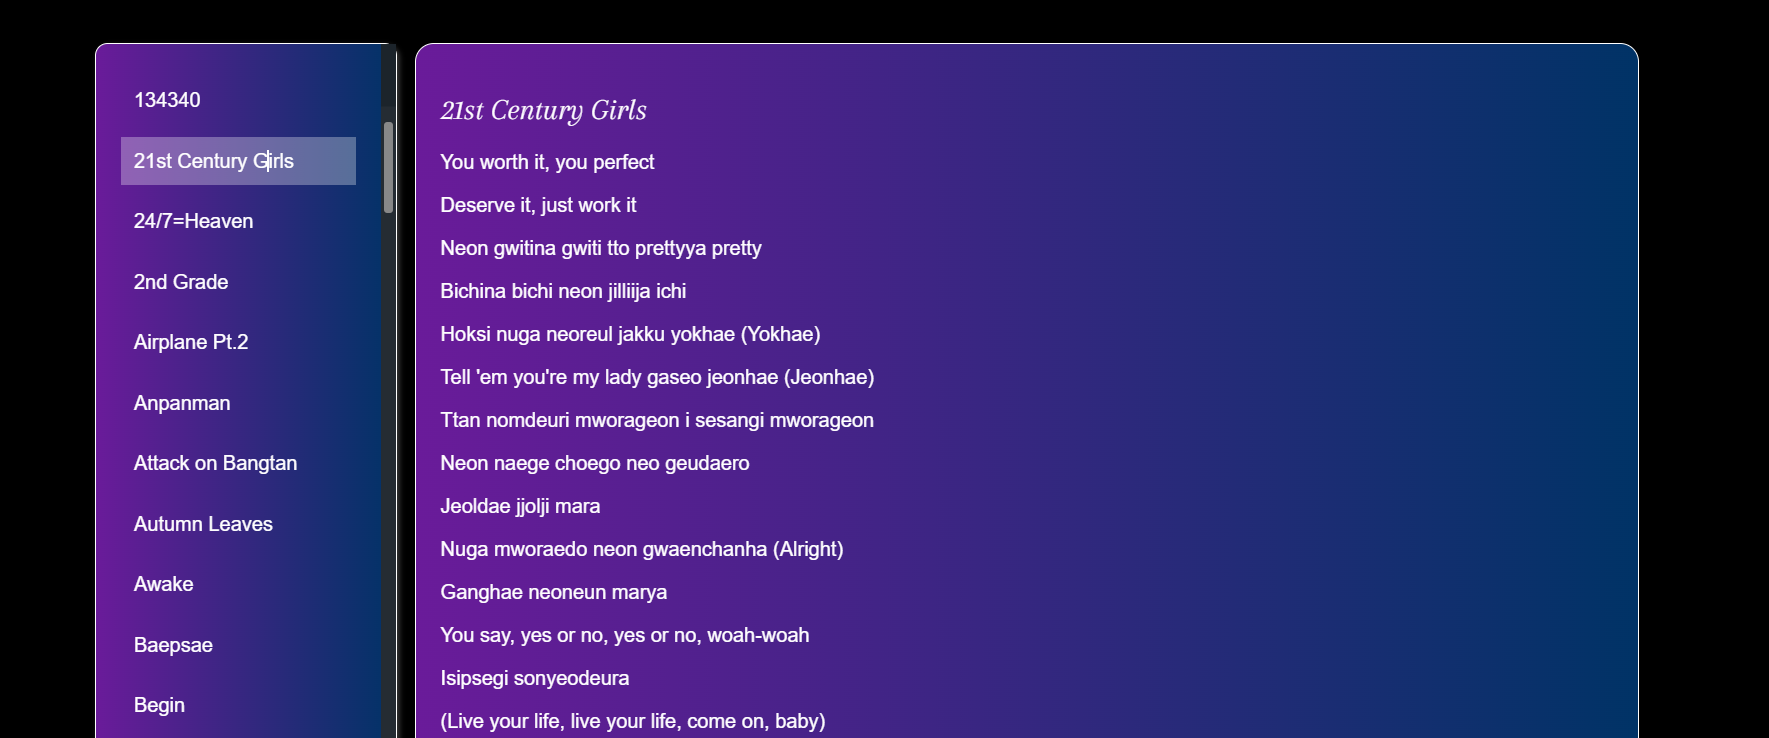 134340
21st Century Girls
24/7=Heaven
2nd Grade
Airplane Pt.2
Anpanman
Attack on Bangtan
Autumn Leaves
Awake
Baepsae
Begin
21st Century Girls
You worth it, you perfect
Deserve it, just work it
Neon gwitina gwiti tto prettyya pretty
Bichina bichi neon jilliija ichi
Hoksi nuga neoreul jakku yokhae (Yokhae)
Tell 'em you're my lady gaseo jeonhae (Jeonhae)
Ttan nomdeuri mworageon i sesangi mworageon
Neon naege choego neo geudaero
Jeoldae jjolji mara
Nuga mworaedo neon gwaenchanha (Alright)
Ganghae neoneun marya
You say, yes or no, yes or no, woah-woah
Isipsegi sonyeodeura
(Live your life, live your life, come on, baby)